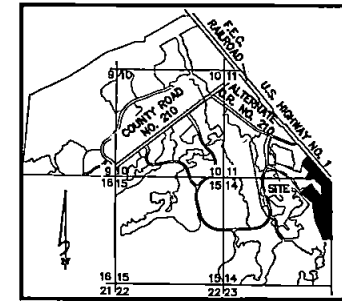 F.E.C.
RAILROAD
U.S. HIGHWAY NO. 1
9 10
10 11
ALTERNATE
C.R. NO. 210
COUNTY ROAD
NO. 210
9 10
16 15
10 11
15 14
SITE
16 15
21 22
15 14
22 23